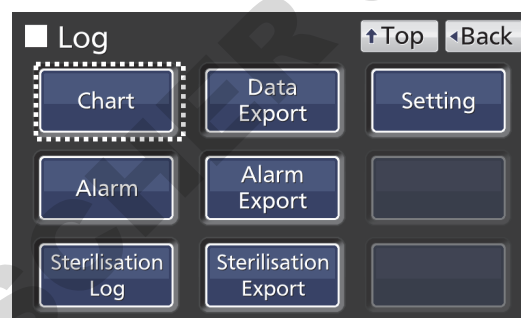 Log
Top
Back
Chart
Data
Export
Setting
Alarm
Alarm
Export
Sterilisation
Log
Sterilisation
Export